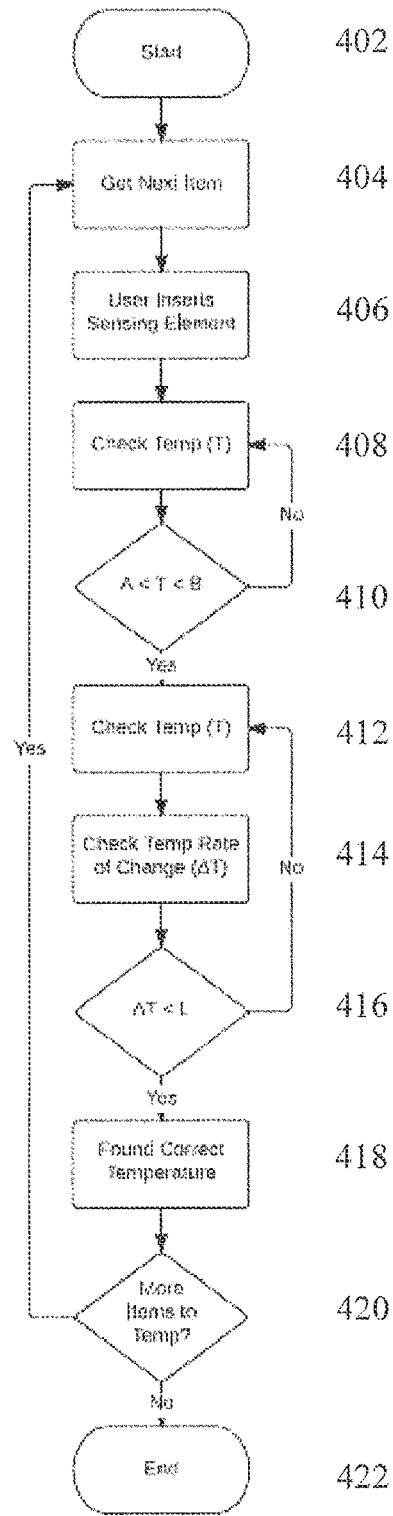 Start
402
Get Next Item
404
User Inserts
Sensing Element
406
Check Temp (T)
408
No
A < T < B
410
Yes
Check Temp (T)
412
Yes
Check Temp Rate
of Change (ΔT)
414
No
ΔT < L
416
Yes
Found Correct
Temperature
418
More
Items to
Temp?
420
No
End
422